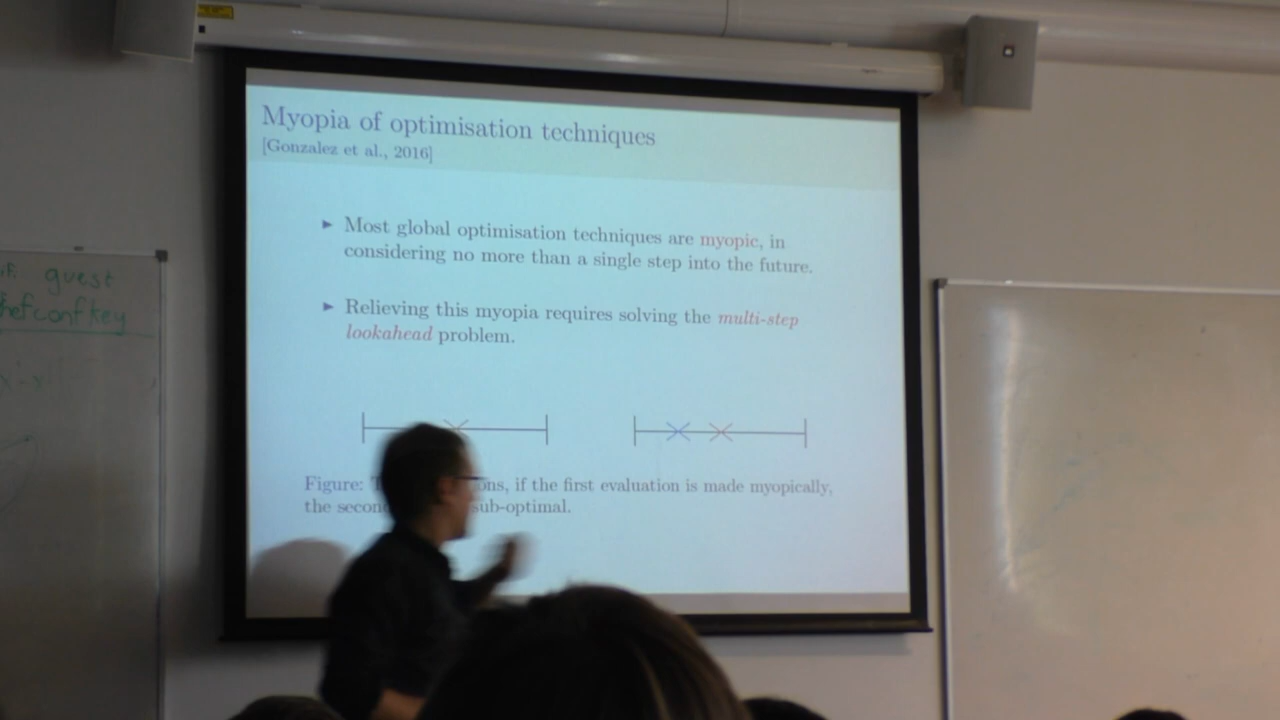 Myopia of optimisation techniques
[Gonzalez et al., 2016]
► Most global optimisation techniques are myopic, in
considering no more than a single step into the future.
► Relieving this myopia requires solving the multi-step
lookahead problem.
Figure: ons, if the first evaluation is made myopically,
the secon sub-optimal.
guest